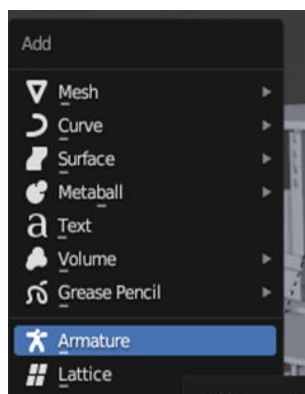 Add
Mesh
Curve
Surface
Metaball
Text
Volume
Grease Pencil
Armature
Lattice